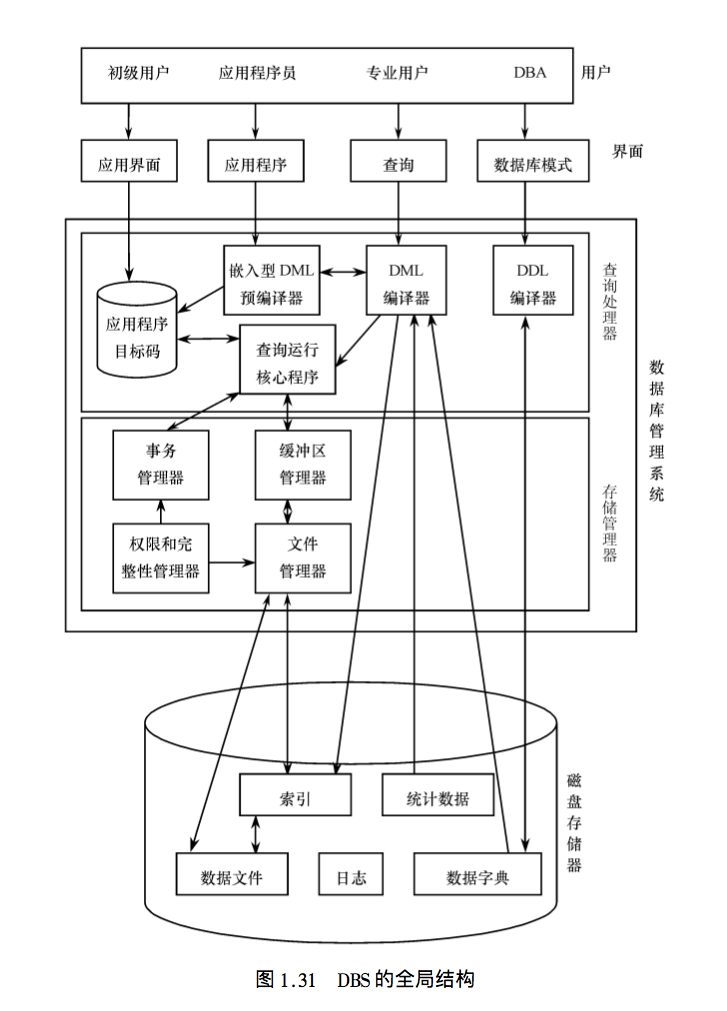 初级用户 应用程序员 专业用户 DBA 用户
应用界面 应用程序 查询 数据库模式 界面
嵌入型 DML
预编译器
DML
编译器
DDL
编译器
查询处理器
应用程序
目标码
查询运行
核心程序
数据库管理系统
事务
管理器
缓冲区
管理器
存储管理器
权限和完
整性管理器
文件
管理器
索引 统计数据
磁盘存储器
数据文件 日志 数据字典
图 1.31 DBS 的全局结构